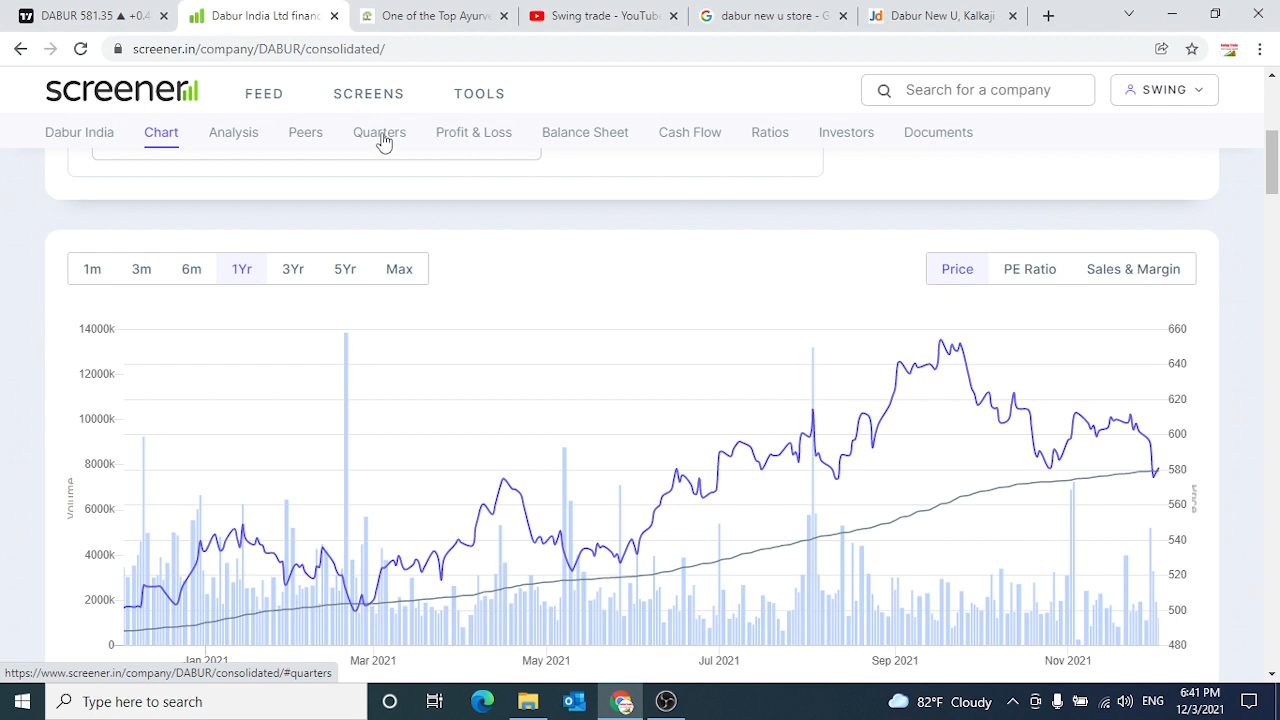 581.35 ▲ +0.4
Dabur India Ltd financ
One of the Top Ayurve
Swing trade - YouTub
dabur new u store - G
Dabur New U, Kalkaji
screener.in/company/DABUR/consolidated/
screener
FEED SCREENS TOOLS
Search for a company
SWING
Dabur India Chart Analysis Peers Quarters Profit & Loss Balance Sheet Cash Flow Ratios Investors Documents
1m 3m 6m 1Yr 3Yr 5Yr Max
Price PE Ratio Sales & Margin
14000k 660
12000k 640
10000k 620
600
8000k 580
Volume Price
6000k 560
4000k 540
520
2000k 500
0 480
Jan 2021 Mar 2021 May 2021 Jul 2021 Sep 2021 Nov 2021
https://www.screener.in/company/DABUR/consolidated/#quarters
Type here to search
82°F Cloudy
ENG
6:41 PM
12/3/2021